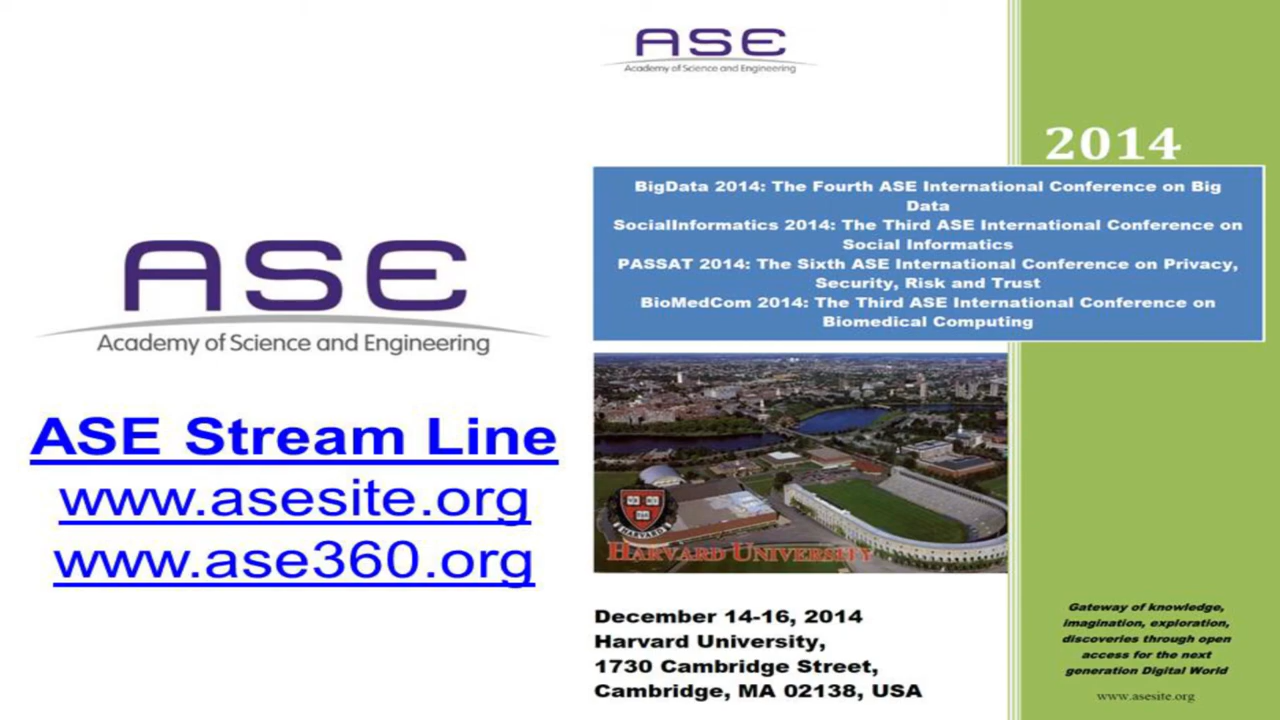 ASE
Academy of Science and Engineering
ASE Stream Line
www.asesite.org
www.ase360.org
ASE
Academy of Science and Engineering
2014
BigData 2014: The Fourth ASE International Conference on Big
Data
SocialInformatics 2014: The Third ASE International Conference on
Social Informatics
PASSAT 2014: The Sixth ASE International Conference on Privacy,
Security, Risk and Trust
BioMedCom 2014: The Third ASE International Conference on
Biomedical Computing
HARVARD
HARVARD UNIVERSITY
December 14-16, 2014
Harvard University,
1730 Cambridge Street,
Cambridge, MA 02138, USA
Gateway of knowledge,
imagination, exploration,
discoveries through open
access for the next
generation Digital World
www.asesite.org